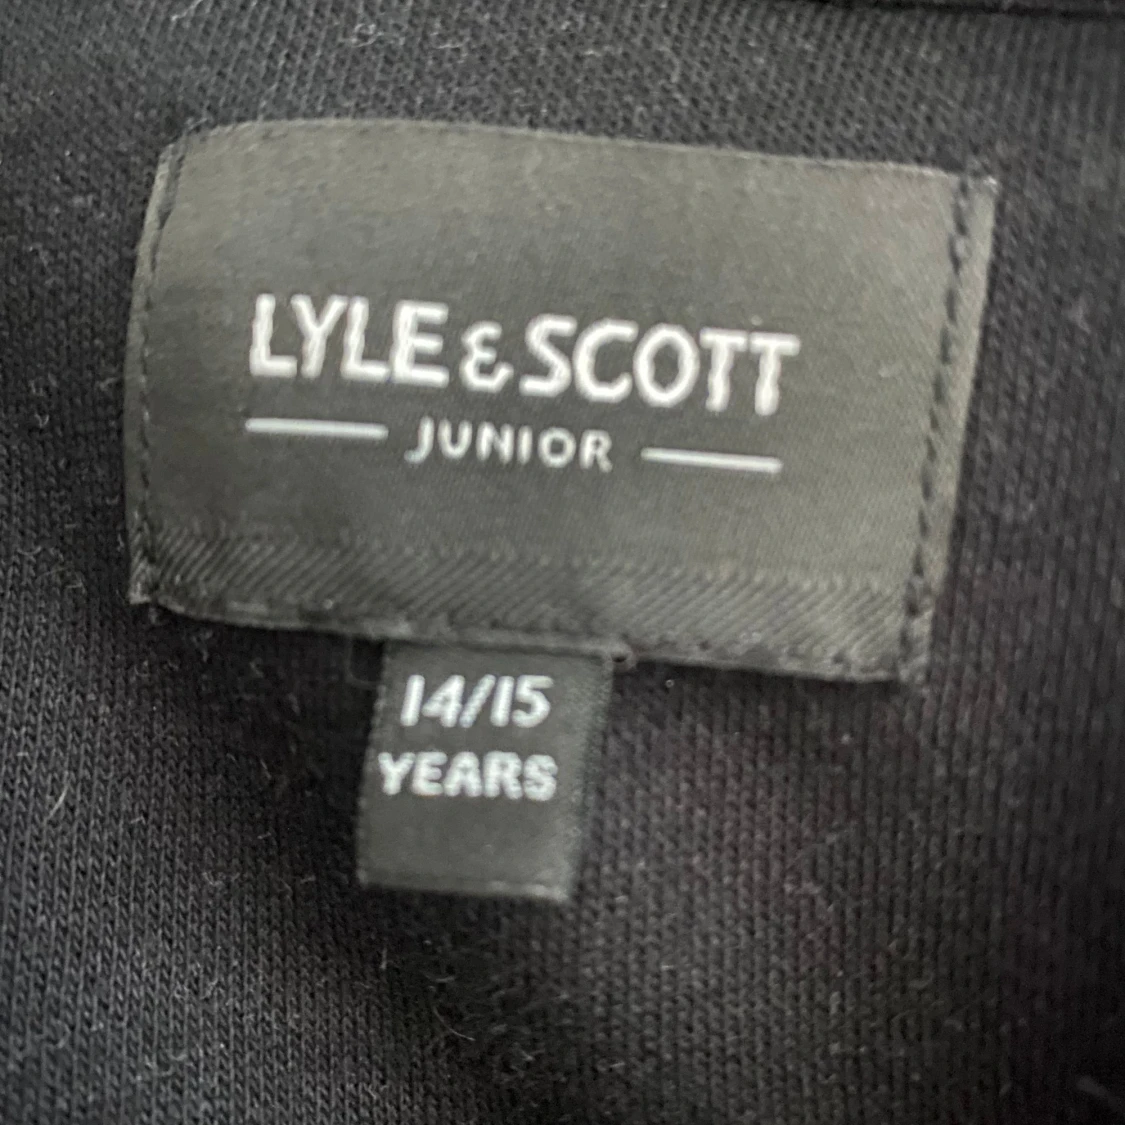 LYLE & SCOTT
JUNIOR
14/15
YEARS